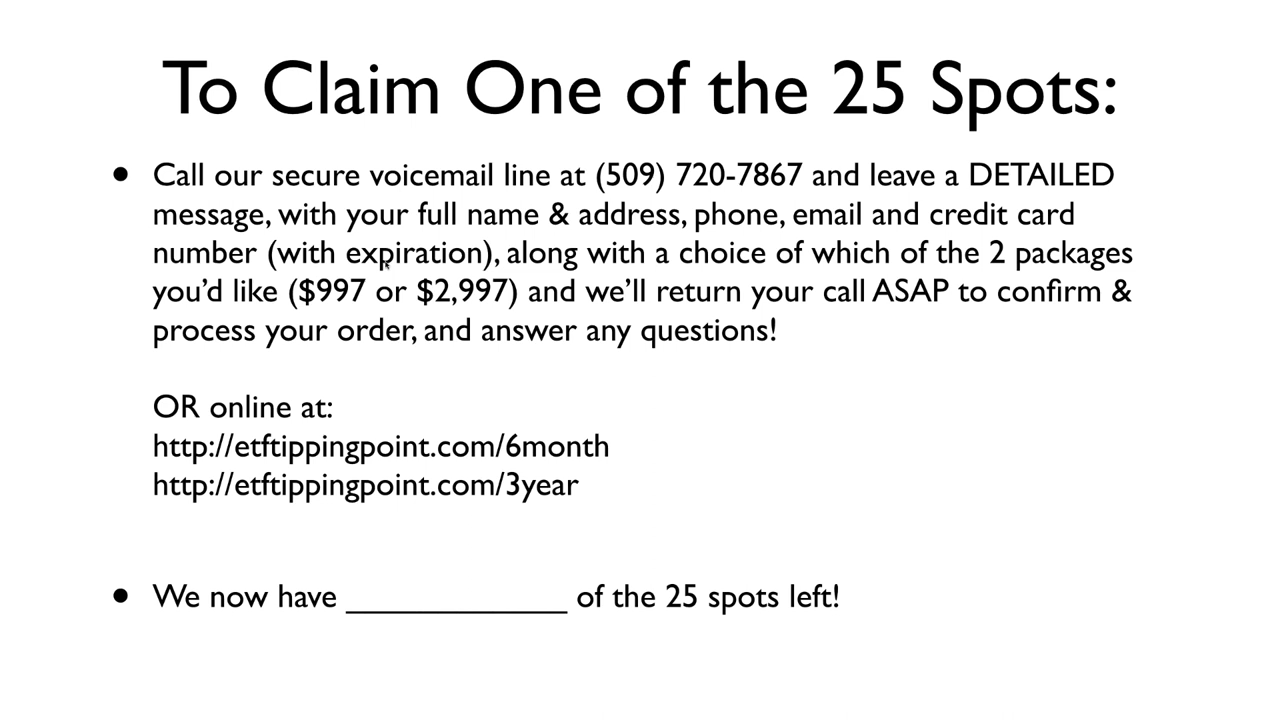 To Claim One of the 25 Spots:
• Call our secure voicemail line at (509) 720-7867 and leave a DETAILED
message, with your full name & address, phone, email and credit card
number (with expiration), along with a choice of which of the 2 packages
you’d like ($997 or $2,997) and we’ll return your call ASAP to confirm &
process your order, and answer any questions!
OR online at:
http://etftippingpoint.com/6month
http://etftippingpoint.com/3year
• We now have _____________ of the 25 spots left!